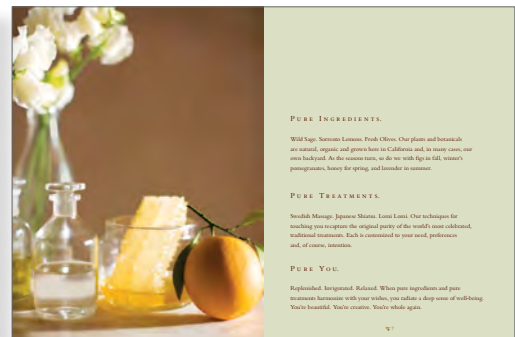 PURE INGREDIENTS.
Wild Sage. Sorrento Lemons. Fresh Olives. Our plants and botanicals
are natural, organic and grown here in California and, in many cases, our
own backyard. As the seasons turn, so do we with figs in fall, winter's
pomegranates, honey for spring, and lavender in summer.
PURE TREATMENTS.
Swedish Massage. Japanese Shiatsu. Lomi Lomi. Our techniques for
touching you recapture the original purity of the world's most celebrated,
traditional treatments. Each is customized to your need, preferences
and, of course, intention.
PURE YOU.
Replenished. Invigorated. Relaxed. When pure ingredients and pure
treatments harmonize with your wishes, you radiate a deep sense of well-being.
You're beautiful. You're creative. You're whole again.